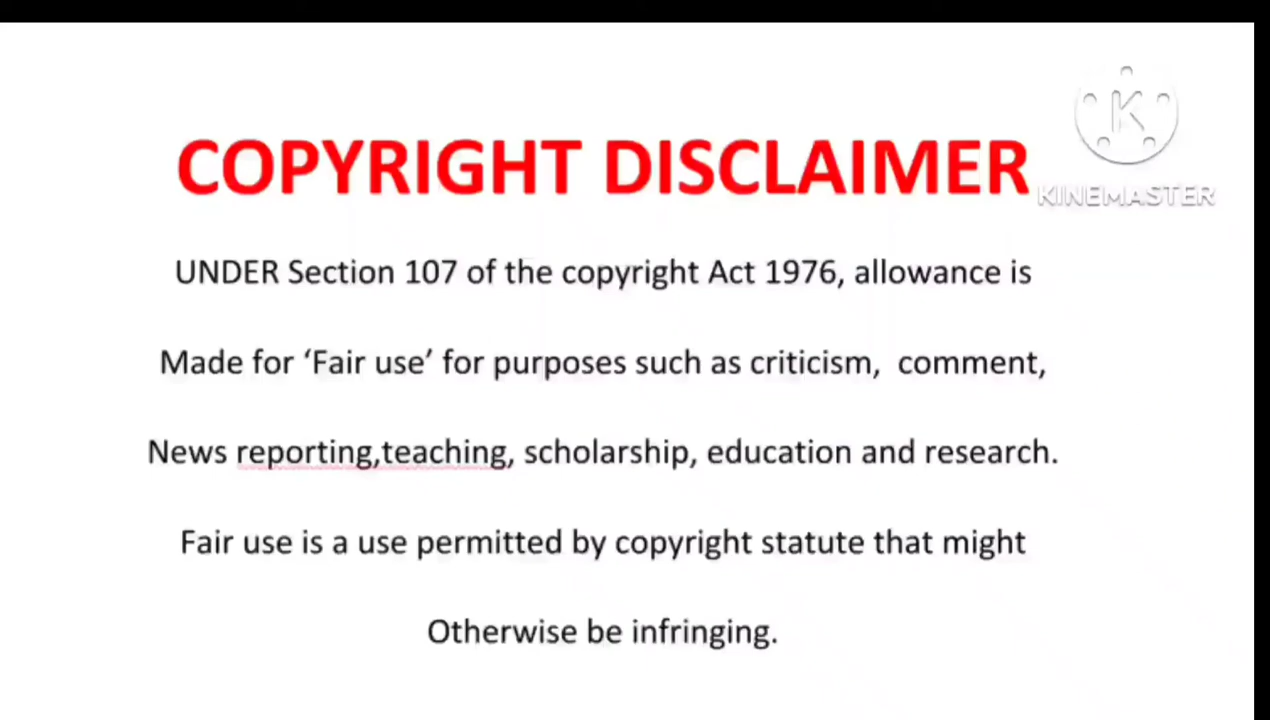 COPYRIGHT DISCLAIMER
KINEMASTER
UNDER Section 107 of the copyright Act 1976, allowance is
Made for ‘Fair use’ for purposes such as criticism,  comment,
News reporting,teaching, scholarship, education and research.
Fair use is a use permitted by copyright statute that might
Otherwise be infringing.